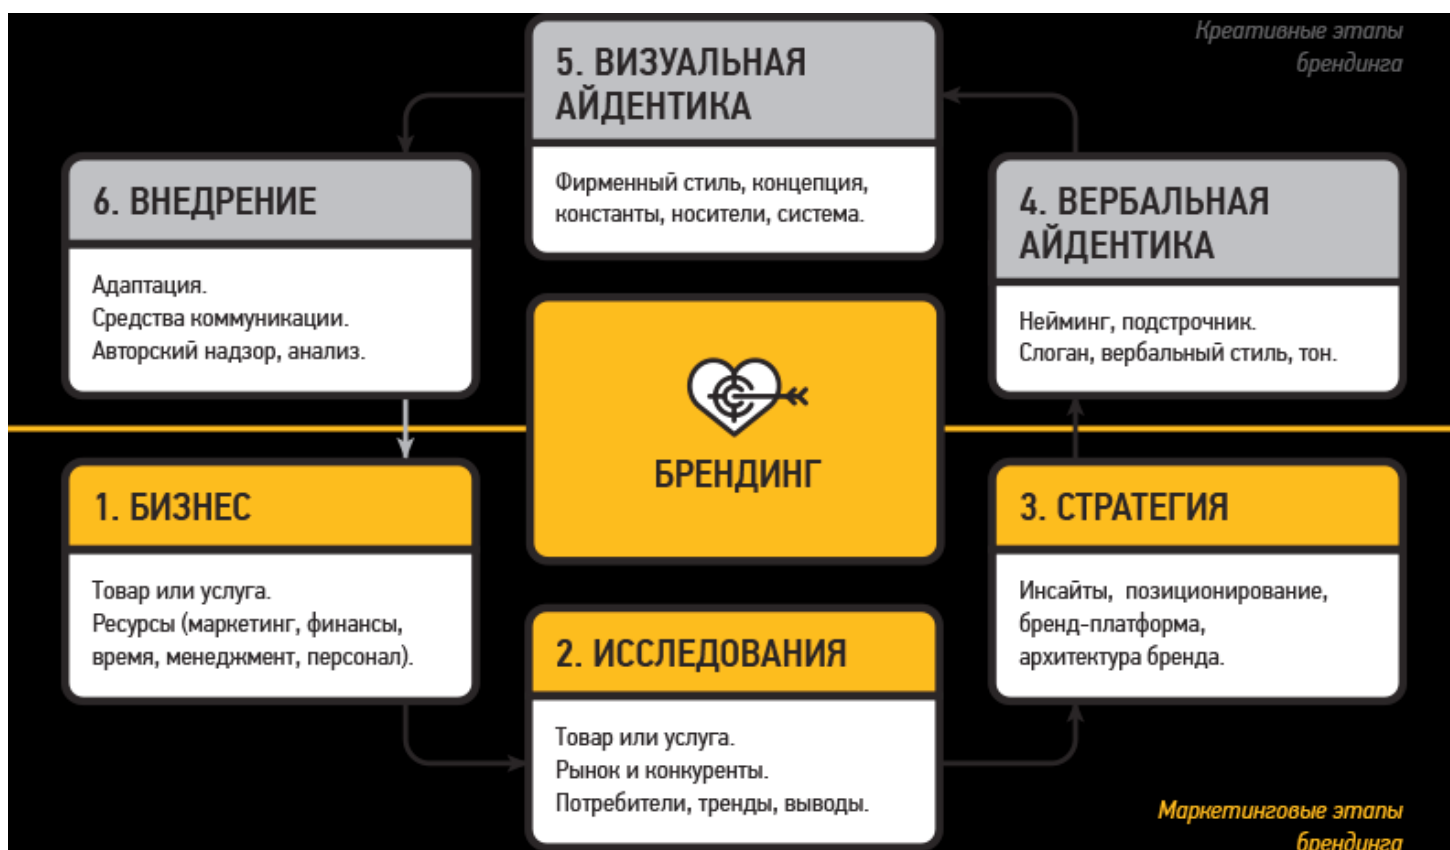 Креативные этапы
брендинга
5. ВИЗУАЛЬНАЯ
АЙДЕНТИКА
Фирменный стиль, концепция,
константы, носители, система.
6. ВНЕДРЕНИЕ
Адаптация.
Средства коммуникации.
Авторский надзор, анализ.
4. ВЕРБАЛЬНАЯ
АЙДЕНТИКА
Нейминг, подстрочник.
Слоган, вербальный стиль, тон.
БРЕНДИНГ
1. БИЗНЕС
Товар или услуга.
Ресурсы (маркетинг, финансы,
время, менеджмент, персонал).
2. ИССЛЕДОВАНИЯ
Товар или услуга.
Рынок и конкуренты.
Потребители, тренды, выводы.
3. СТРАТЕГИЯ
Инсайты, позиционирование,
бренд-платформа,
архитектура бренда.
Маркетинговые этапы
брендинга